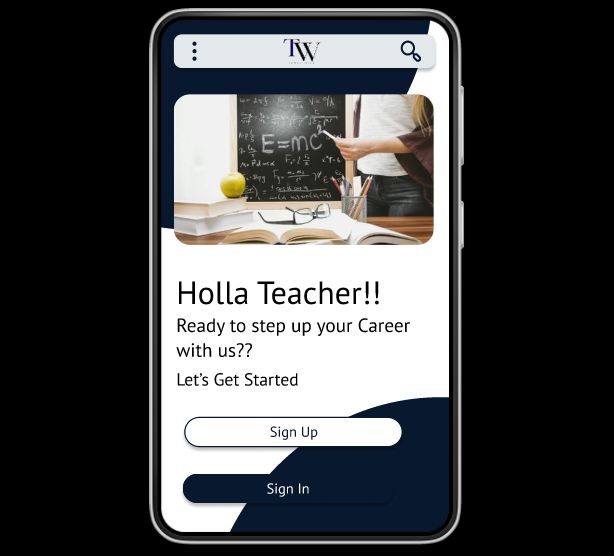 TW
E=mc²
Holla Teacher!!
Ready to step up your Career
with us??
Let's Get Started
Sign Up
Sign In